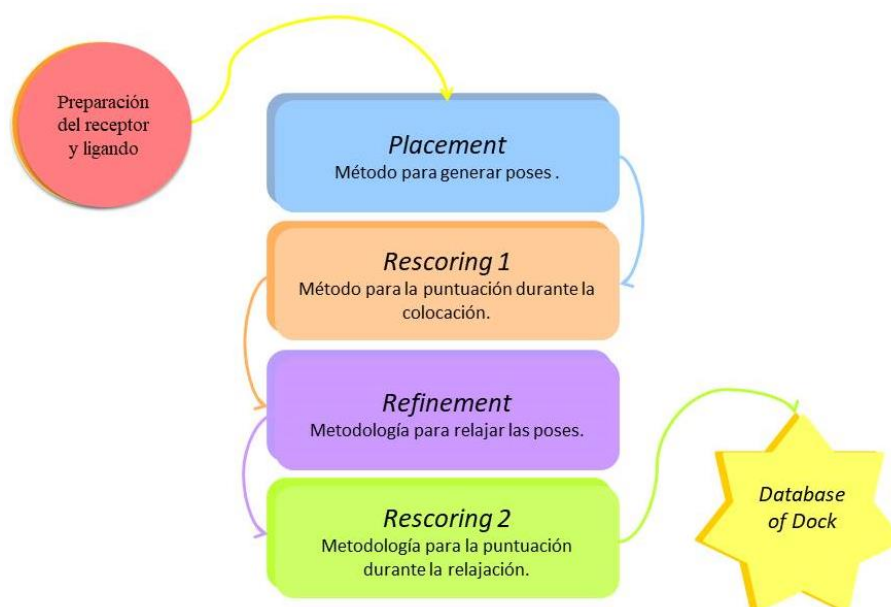 Preparación
del receptor
y ligando
Placement
Método para generar poses .
Rescoring 1
Método para la puntuación durante la
colocación.
Refinement
Metodología para relajar las poses.
Rescoring 2
Metodología para la puntuación
durante la relajación.
Database
of Dock